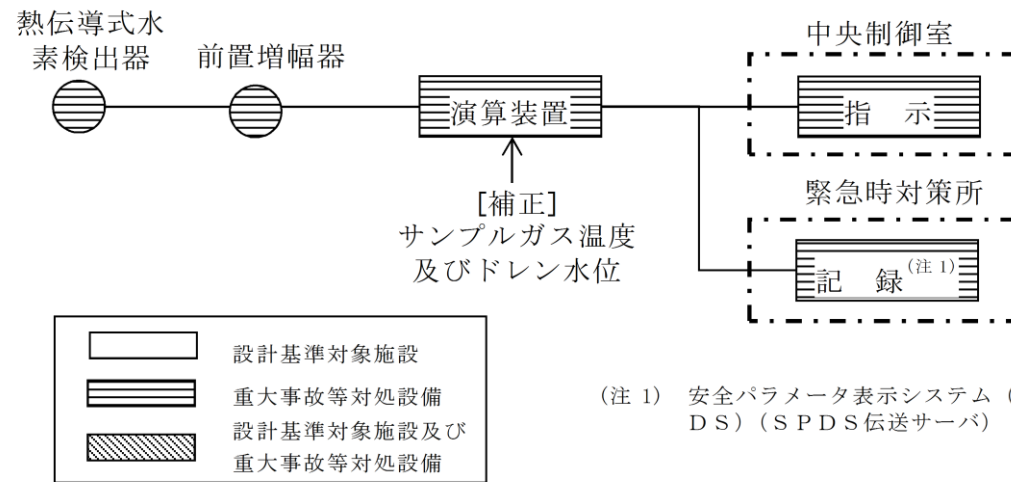 熱伝導式水
素検出器
前置増幅器
中央制御室
演算装置
指 示
[補正]
サンプルガス温度
及びドレン水位
緊急時対策所
記 録(注 1)
設計基準対象施設
重大事故等対処設備
設計基準対象施設及び
重大事故等対処設備
(注 1) 安全パラメータ表示システム(
DS)(SPDS伝送サーバ)